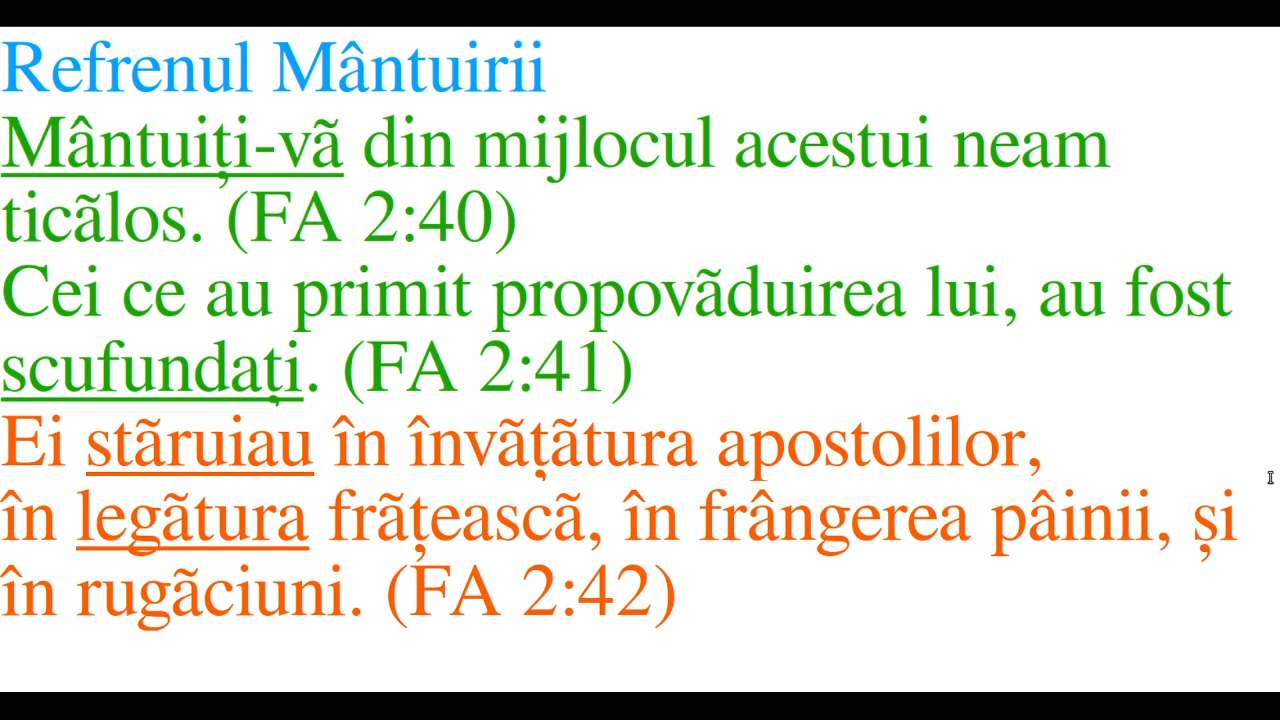 Refrenul Mântuirii
Mântuiți-vã din mijlocul acestui neam
ticãlos. (FA 2:40)
Cei ce au primit propovãduirea lui, au fost
scufundați. (FA 2:41)
Ei stãruiau în învãțãtura apostolilor,
în legãtura frãțeascã, în frângerea pâinii, și
în rugãciuni. (FA 2:42)